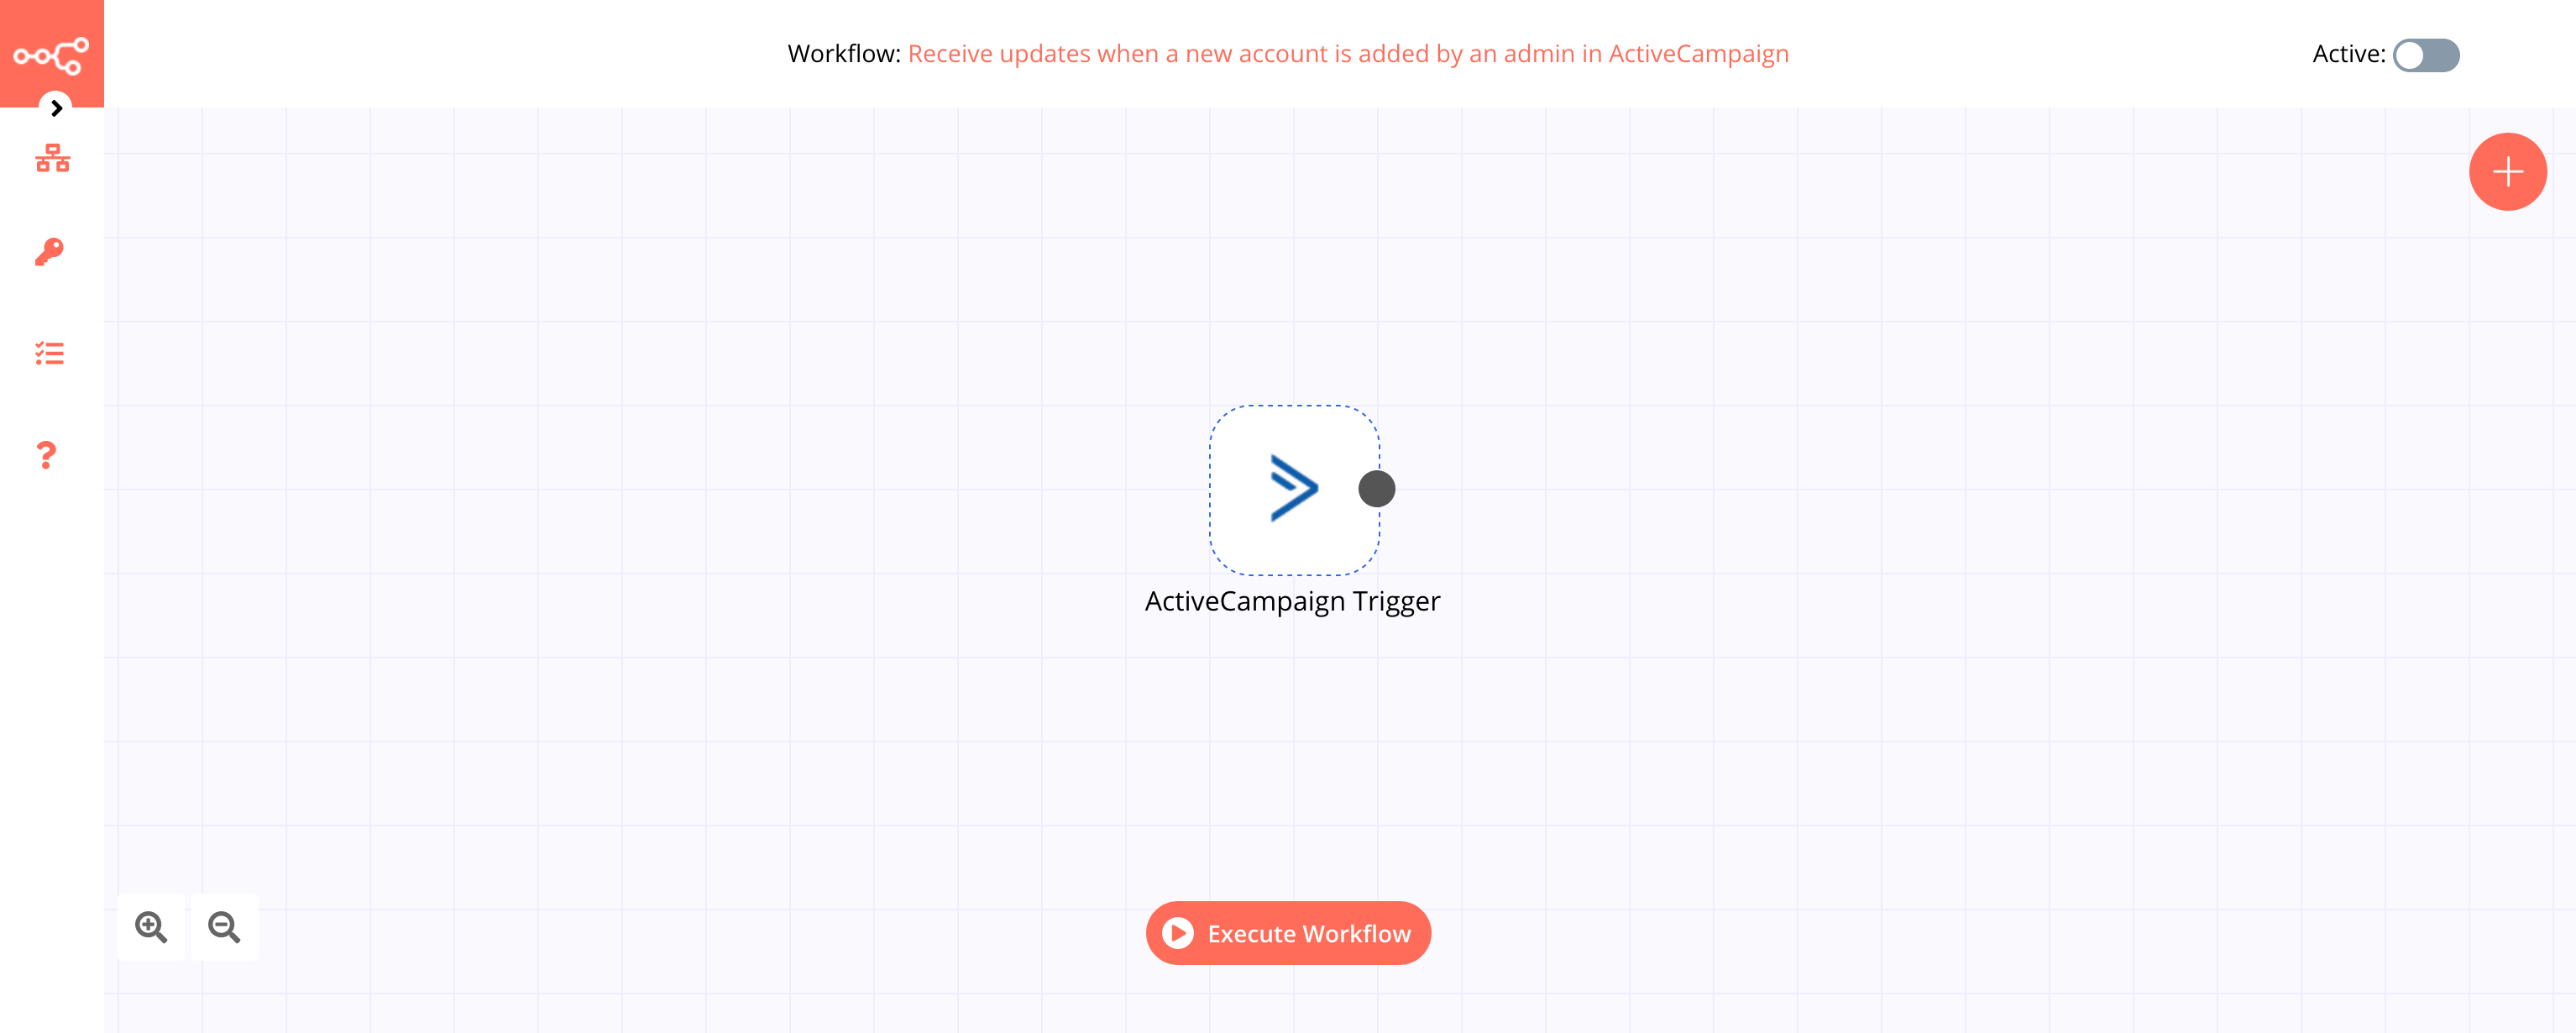 Workflow: Receive updates when a new account is added by an admin in ActiveCampaign
Active:
ActiveCampaign Trigger
Execute Workflow